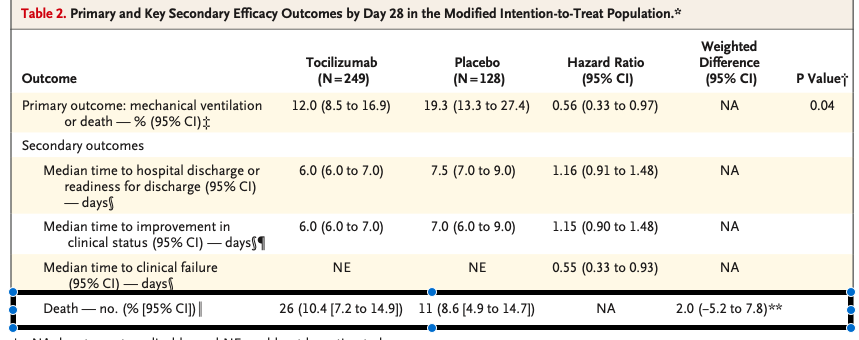 Table 2. Primary and Key Secondary Efficacy Outcomes by Day 28 in the Modified Intention-to-Treat Population.*
Outcome Tocilizumab (N=249) Placebo (N=128) Hazard Ratio (95% CI) Weighted Difference (95% CI) P Value†
Primary outcome: mechanical ventilation 12.0 (8.5 to 16.9) 19.3 (13.3 to 27.4) 0.56 (0.33 to 0.97) NA 0.04
or death — % (95% CI)‡
Secondary outcomes
Median time to hospital discharge or 6.0 (6.0 to 7.0) 7.5 (7.0 to 9.0) 1.16 (0.91 to 1.48) NA
readiness for discharge (95% CI)
— days§
Median time to improvement in 6.0 (6.0 to 7.0) 7.0 (6.0 to 9.0) 1.15 (0.90 to 1.48) NA
clinical status (95% CI) — days§¶
Median time to clinical failure NE NE 0.55 (0.33 to 0.93) NA
(95% CI) — days§
Death — no. (% [95% CI])‖ 26 (10.4 [7.2 to 14.9]) 11 (8.6 [4.9 to 14.7]) NA 2.0 (–5.2 to 7.8)**